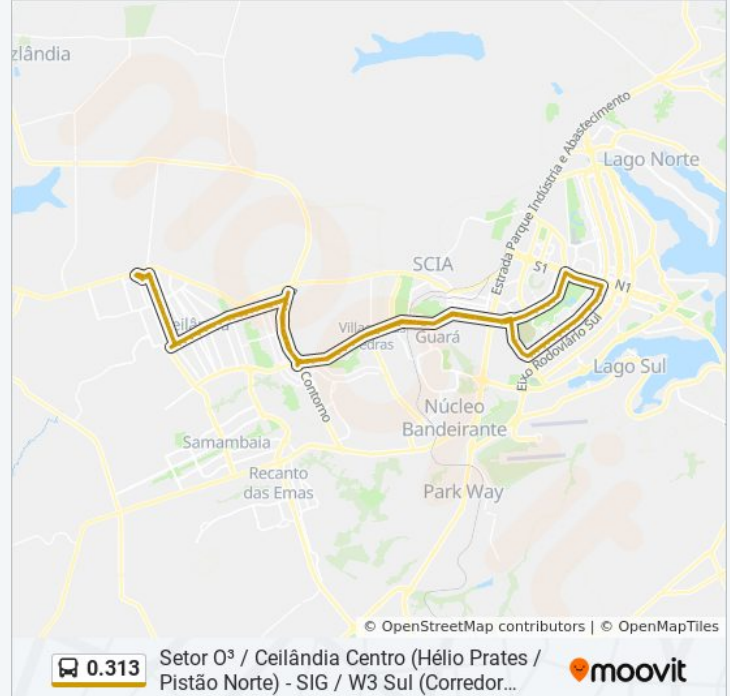 zlândia
Estrada Parque Indústria e Abastecimento
Lago Norte
SCIA
S1
N1
Ceilândia
Guará
Eixo Rodoviário Sul
Lago Sul
Contorno
Núcleo
Bandeirante
Samambaia
Recanto
das Emas
Park Way
© OpenStreetMap contributors | © OpenMapTiles
0.313
Setor O³ / Ceilândia Centro (Hélio Prates /
Pistão Norte) - SIG / W3 Sul (Corredor...
moovit